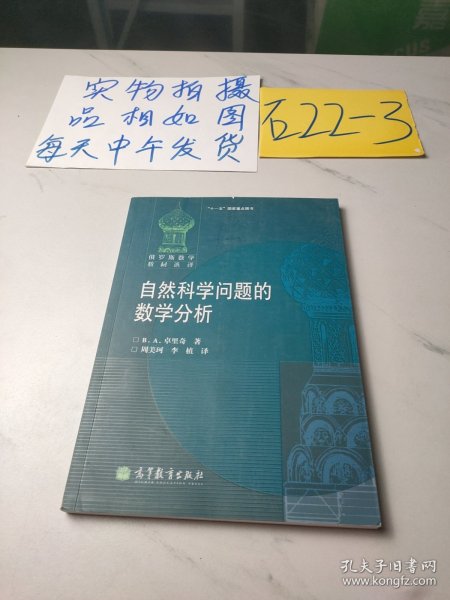 实物拍摄
品相如图
每天中午发货
石22-3
"十一五"国家重点图书
俄罗斯数学
教材选译
自然科学问题的
数学分析
□ B. A. 卓里奇 著
□ 周美珂 李植 译
高等教育出版社
HIGHER EDUCATION PRESS
孔夫子旧书网
www.kongfz.com